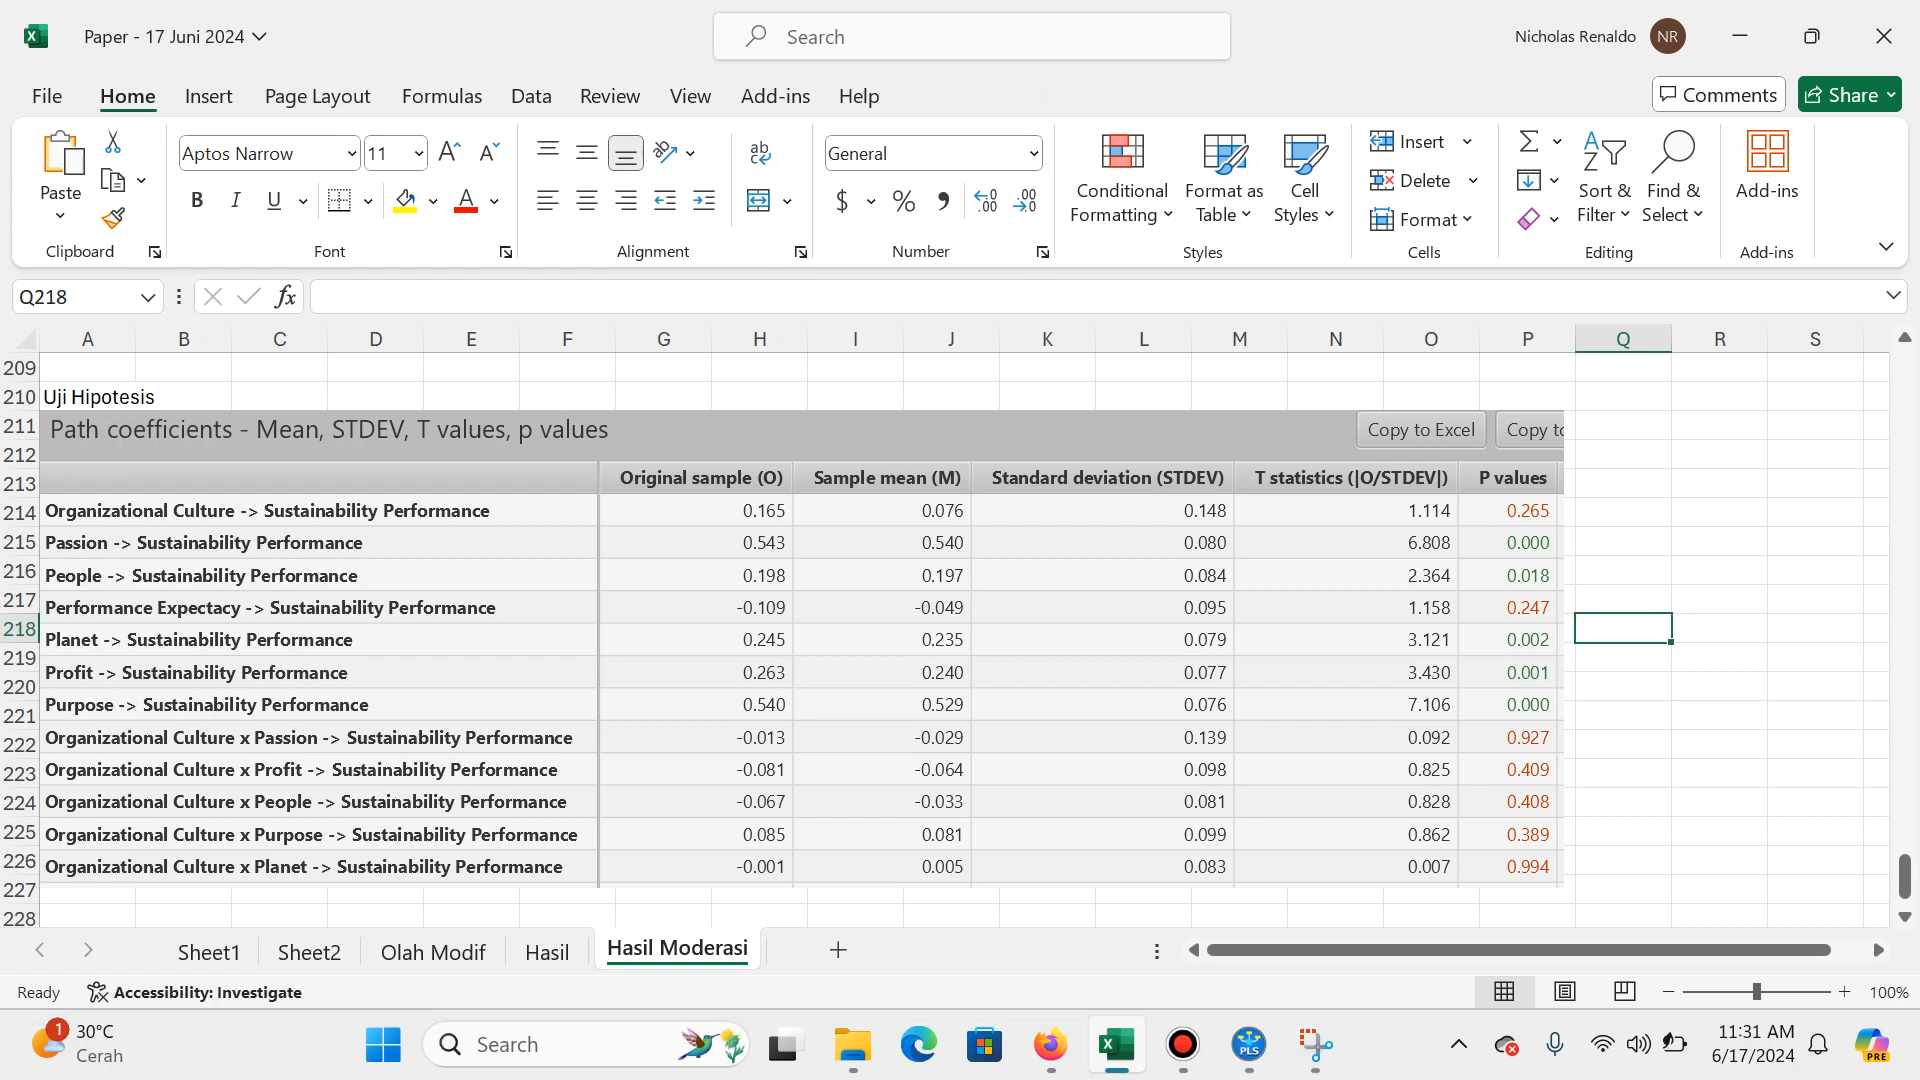 Paper - 17 Juni 2024
Search
Nicholas Renaldo
NR
File
Home
Insert
Page Layout
Formulas
Data
Review
View
Add-ins
Help
Comments
Share
Paste
Clipboard
Aptos Narrow
11
B I U
Font
Alignment
General
$ %
Number
Conditional
Formatting
Format as
Table
Cell
Styles
Styles
Insert
Delete
Format
Cells
Sort &
Filter
Find &
Select
Editing
Add-ins
Add-ins
Q218
fx
A B C D E F G H I J K L M N O P Q R S
209
210 Uji Hipotesis
211
212
213
214
215
216
217
218
219
220
221
222
223
224
225
226
227
228
Path coefficients - Mean, STDEV, T values, p values
Copy to Excel
Copy to
Original sample (O) Sample mean (M) Standard deviation (STDEV) T statistics (|O/STDEV|) P values
Organizational Culture -> Sustainability Performance 0.165 0.076 0.148 1.114 0.265
Passion -> Sustainability Performance 0.543 0.540 0.080 6.808 0.000
People -> Sustainability Performance 0.198 0.197 0.084 2.364 0.018
Performance Expectacy -> Sustainability Performance -0.109 -0.049 0.095 1.158 0.247
Planet -> Sustainability Performance 0.245 0.235 0.079 3.121 0.002
Profit -> Sustainability Performance 0.263 0.240 0.077 3.430 0.001
Purpose -> Sustainability Performance 0.540 0.529 0.076 7.106 0.000
Organizational Culture x Passion -> Sustainability Performance -0.013 -0.029 0.139 0.092 0.927
Organizational Culture x Profit -> Sustainability Performance -0.081 -0.064 0.098 0.825 0.409
Organizational Culture x People -> Sustainability Performance -0.067 -0.033 0.081 0.828 0.408
Organizational Culture x Purpose -> Sustainability Performance 0.085 0.081 0.099 0.862 0.389
Organizational Culture x Planet -> Sustainability Performance -0.001 0.005 0.083 0.007 0.994
Sheet1
Sheet2
Olah Modif
Hasil
Hasil Moderasi
Ready
Accessibility: Investigate
100%
1
30°C
Cerah
Search
PLS
11:31 AM
6/17/2024
PRE